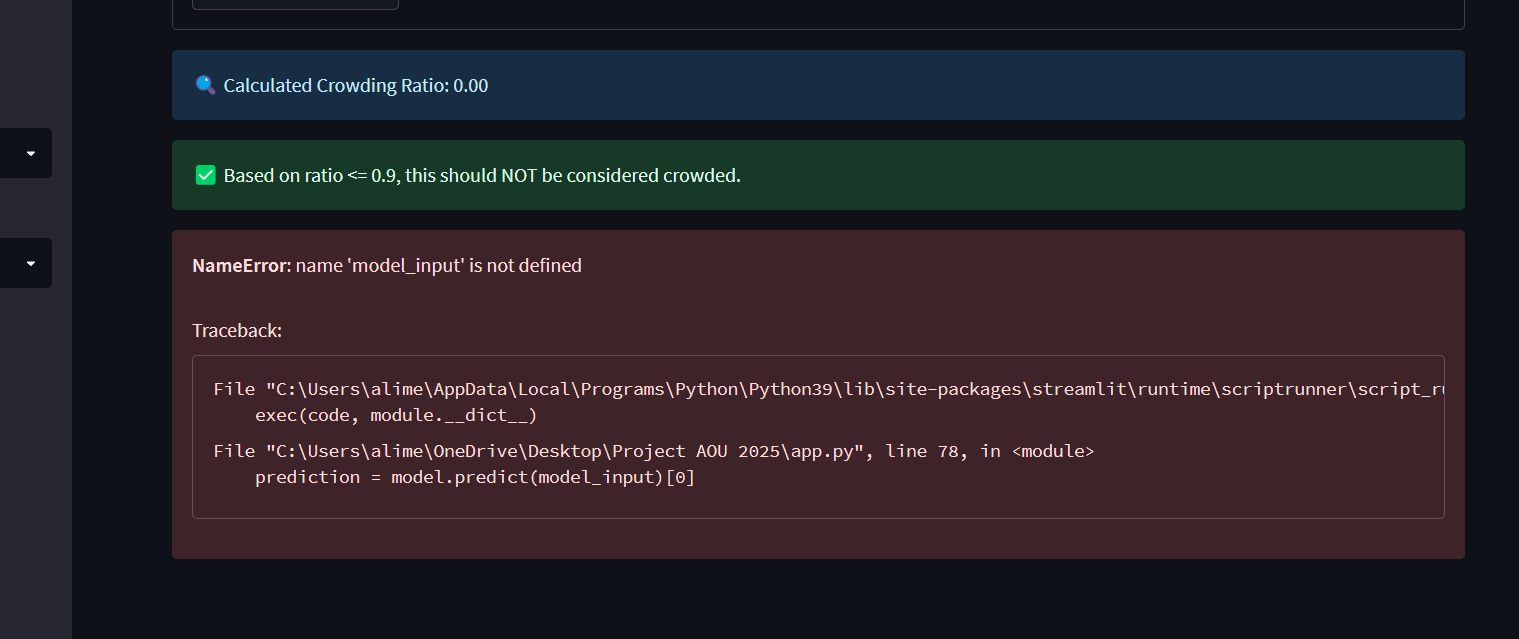 Calculated Crowding Ratio: 0.00
Based on ratio <= 0.9, this should NOT be considered crowded.
NameError: name 'model_input' is not defined
Traceback:
File "C:\Users\alime\AppData\Local\Programs\Python\Python39\lib\site-packages\streamlit\runtime\scriptrunner\script_ru
exec(code, module.__dict__)
File "C:\Users\alime\OneDrive\Desktop\Project AOU 2025\app.py", line 78, in <module>
prediction = model.predict(model_input)[0]